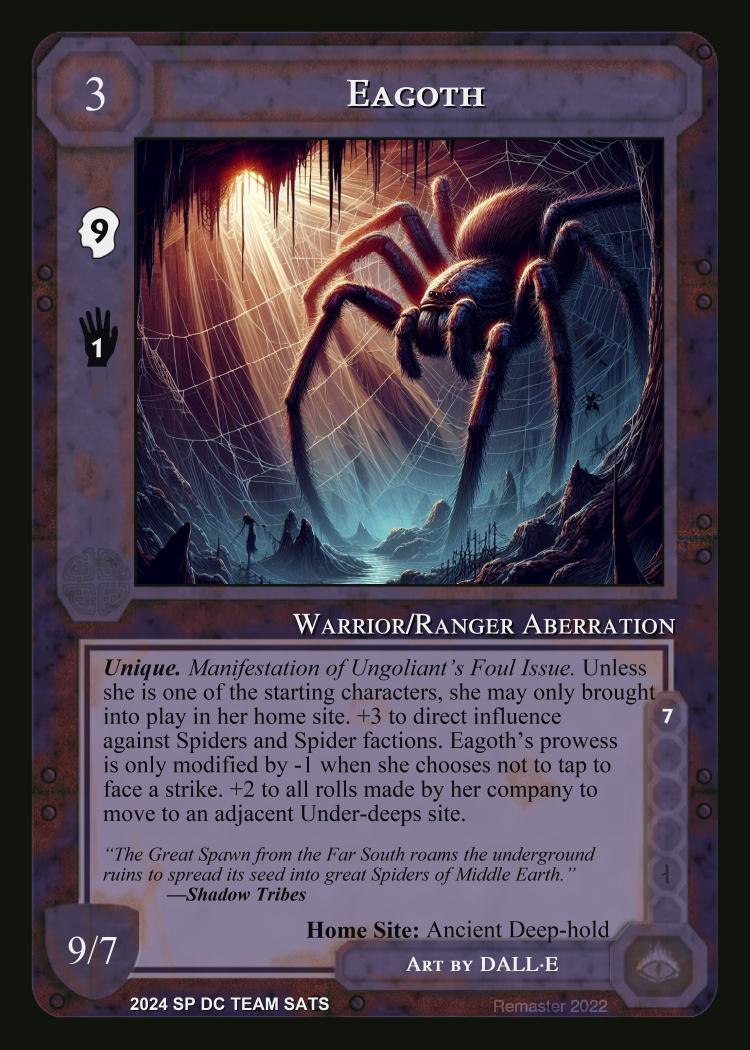 3
Eagoth
9
1
Warrior/Ranger Aberration
Unique. Manifestation of Ungoliant's Foul Issue. Unless
she is one of the starting characters, she may only brought
into play in her home site. +3 to direct influence
against Spiders and Spider factions. Eagoth's prowess
is only modified by -1 when she chooses not to tap to
face a strike. +2 to all rolls made by her company to
move to an adjacent Under-deeps site.
7
“The Great Spawn from the Far South roams the underground
ruins to spread its seed into great Spiders of Middle Earth.”
—Shadow Tribes
Home Site: Ancient Deep-hold
9/7
Art by DALL·E
2024 SP DC TEAM SATS
Remaster 2022